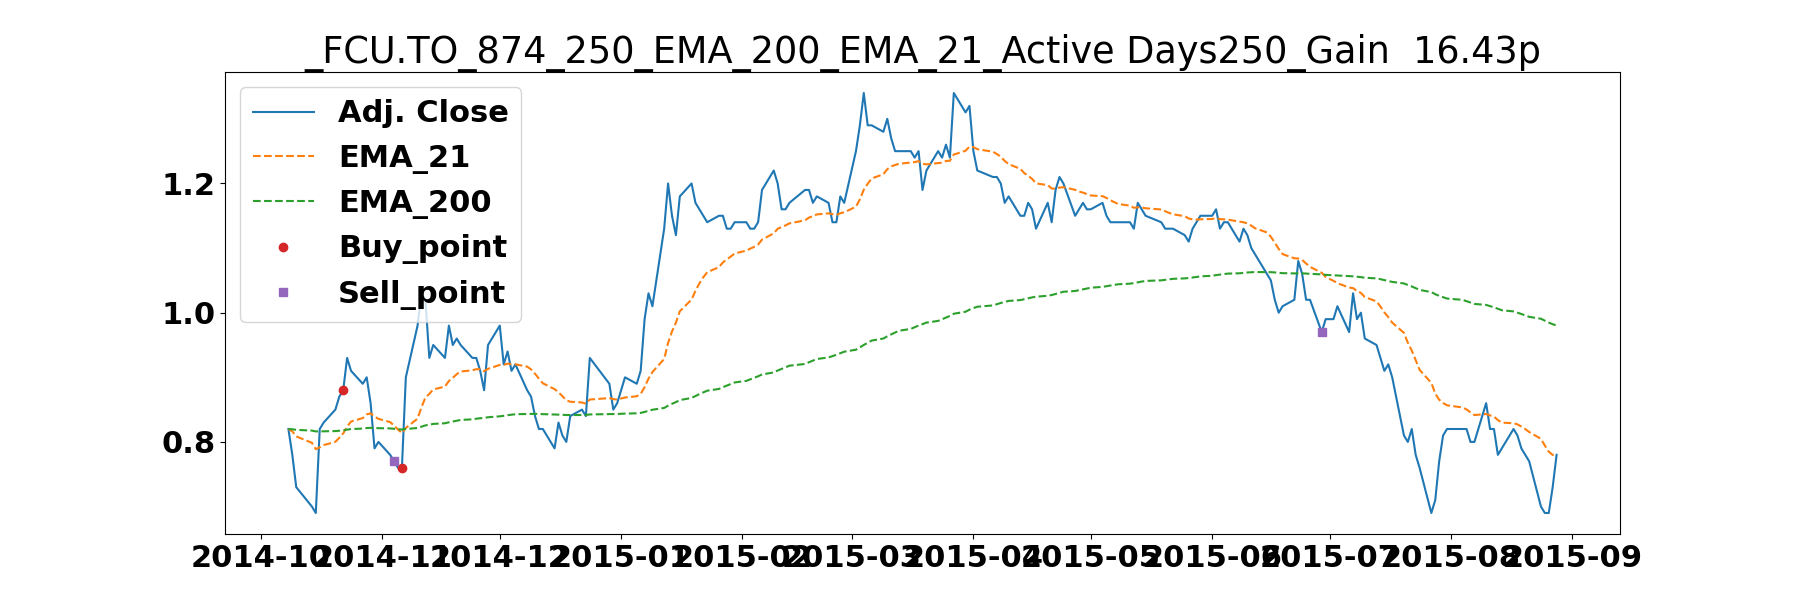 _FCU.TO_874_250_EMA_200_EMA_21_Active Days250_Gain  16.43p
Adj. Close
EMA_21
EMA_200
Buy_point
Sell_point
1.2
1.0
0.8
2014-10 2014-11 2014-12 2015-01 2015-02 2015-03 2015-04 2015-05 2015-06 2015-07 2015-08 2015-09